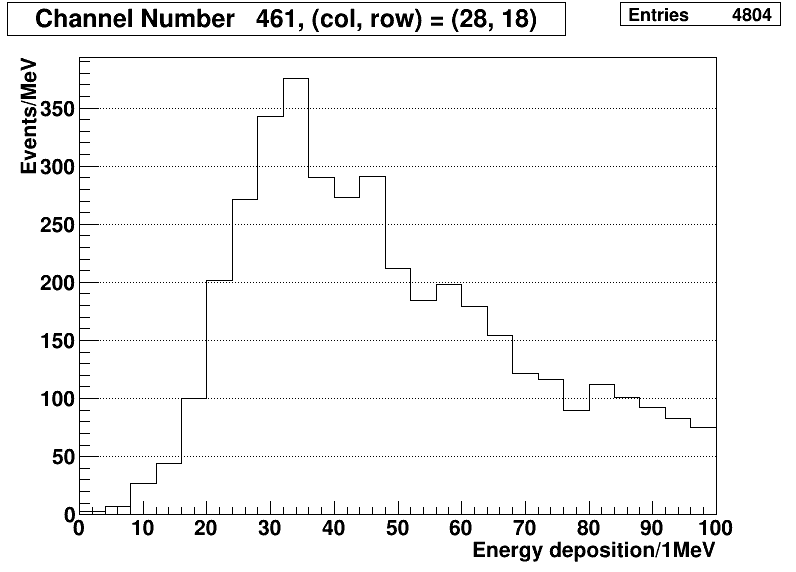 Channel Number 461, (col, row) = (28, 18)
Entries 4804
Events/MeV
350
300
250
200
150
100
50
0
0 10 20 30 40 50 60 70 80 90 100
Energy deposition/1MeV